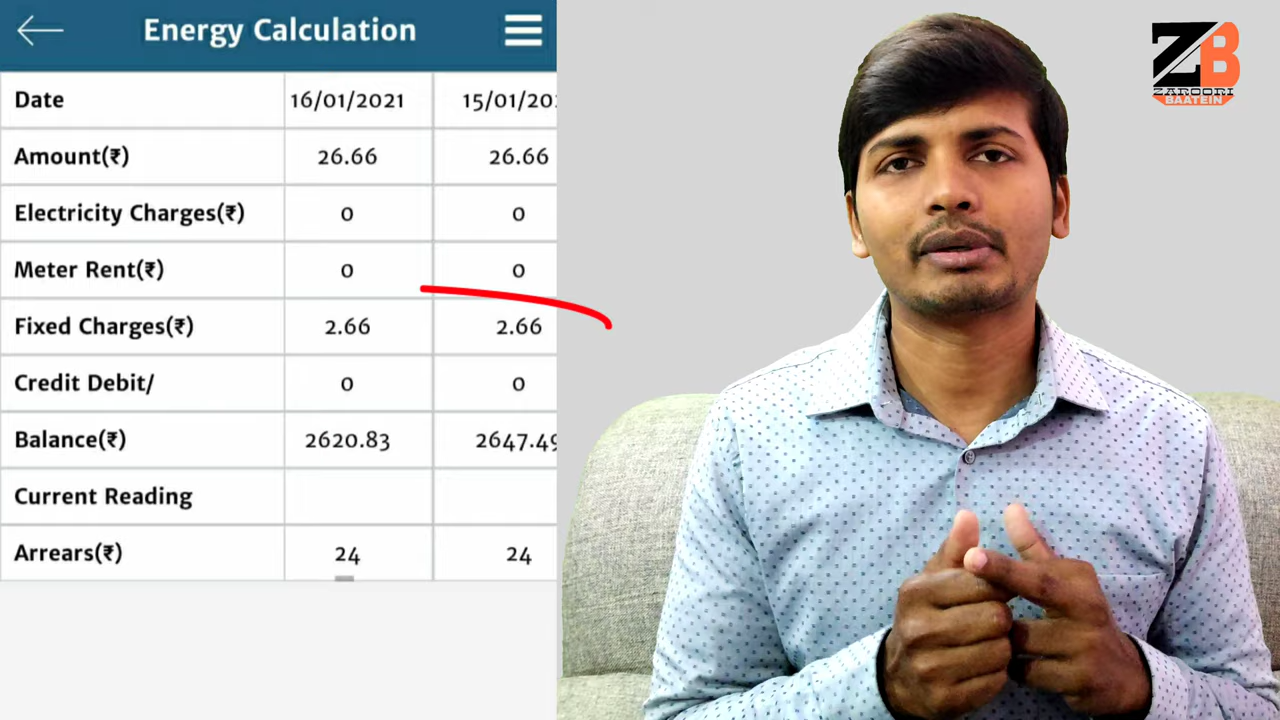 Energy Calculation
Date 16/01/2021 15/01/20
Amount(₹) 26.66 26.66
Electricity Charges(₹) 0 0
Meter Rent(₹) 0 0
Fixed Charges(₹) 2.66 2.66
Credit Debit/ 0 0
Balance(₹) 2620.83 2647.49
Current Reading
Arrears(₹) 24 24
ZB
ZAROORI
BAATEIN